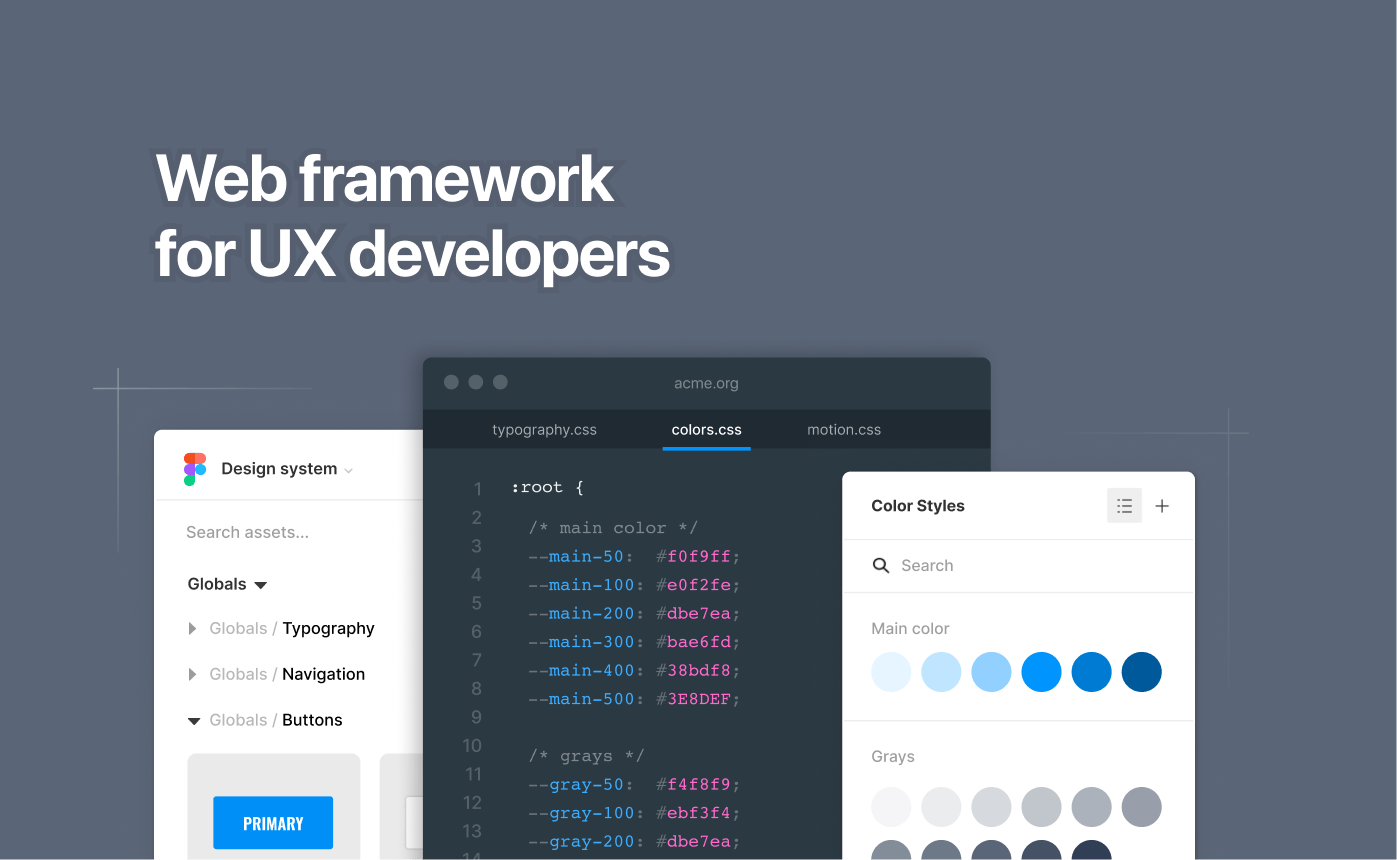 Web framework
for UX developers
Design system
Search assets...
Globals
Globals / Typography
Globals / Navigation
Globals / Buttons
PRIMARY
acme.org
typography.css
colors.css
motion.css
1
2
3
4
5
6
7
8
9
10
11
12
13
14
:root {
/* main color */
--main-50: #f0f9ff;
--main-100: #e0f2fe;
--main-200: #dbe7ea;
--main-300: #bae6fd;
--main-400: #38bdf8;
--main-500: #3E8DEF;
/* grays */
--gray-50: #f4f8f9;
--gray-100: #ebf3f4;
--gray-200: #dbe7ea;
Color Styles
Search
Main color
Grays